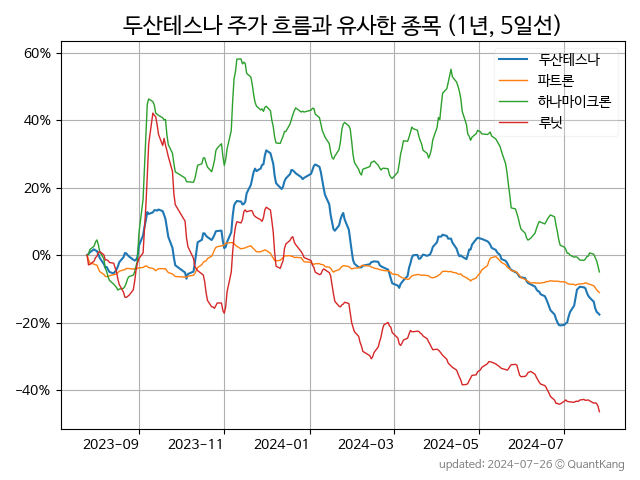 두산테스나 주가 흐름과 유사한 종목 (1년, 5일선)
두산테스나
파트론
하나마이크론
루닛
60%
40%
20%
0%
−20%
−40%
2023-09
2023-11
2024-01
2024-03
2024-05
2024-07
updated: 2024-07-26 © QuantKang